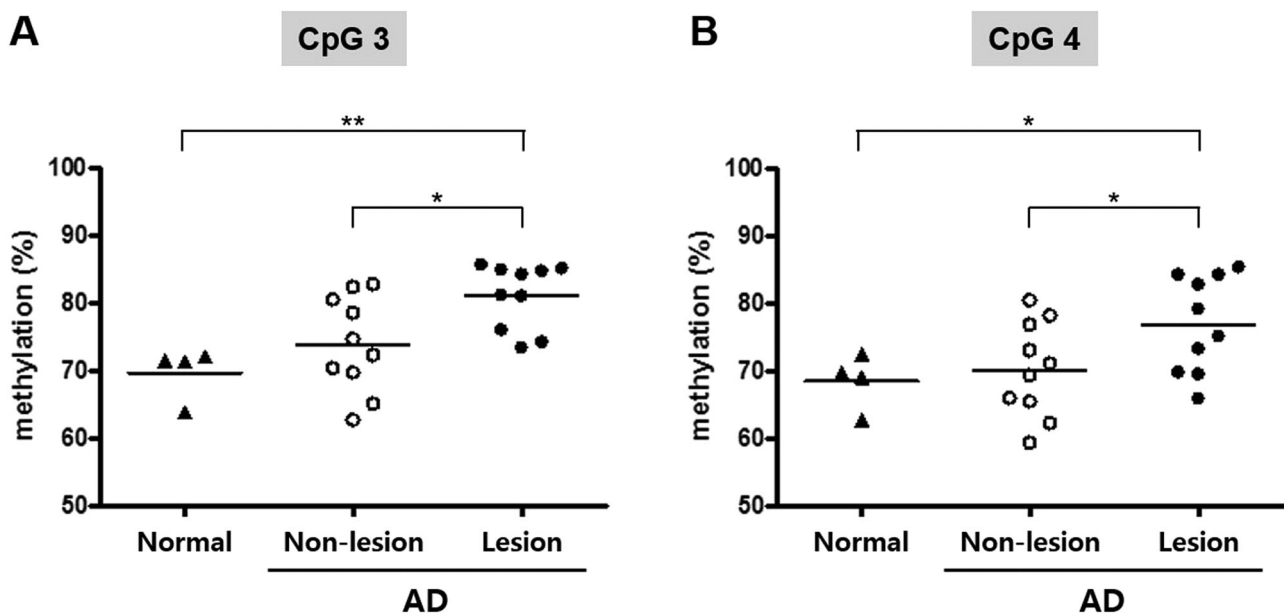 A
CpG 3
**
*
methylation (%)
100
90
80
70
60
50
Normal
Non-lesion
Lesion
AD
B
CpG 4
*
*
methylation (%)
100
90
80
70
60
50
Normal
Non-lesion
Lesion
AD